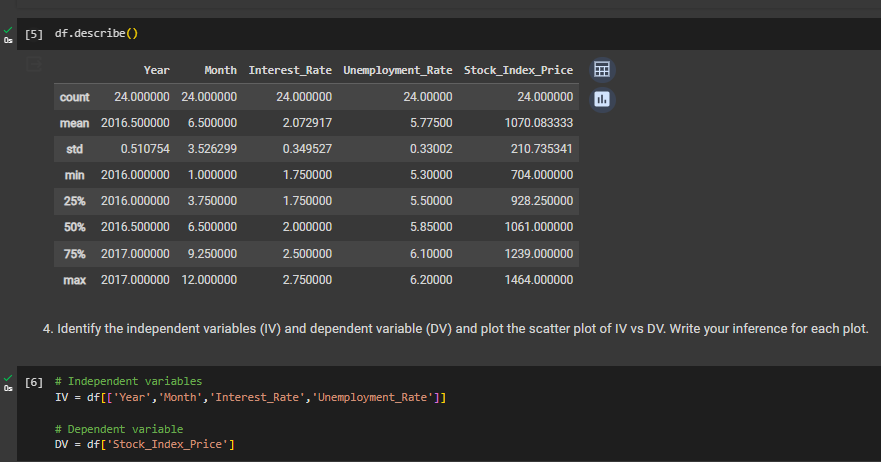 [5] df.describe()
0s
Year Month Interest_Rate Unemployment_Rate Stock_Index_Price
count 24.000000 24.000000 24.000000 24.00000 24.000000
mean 2016.500000 6.500000 2.072917 5.77500 1070.083333
std 0.510754 3.526299 0.349527 0.33002 210.735341
min 2016.000000 1.000000 1.750000 5.30000 704.000000
25% 2016.000000 3.750000 1.750000 5.50000 928.250000
50% 2016.500000 6.500000 2.000000 5.85000 1061.000000
75% 2017.000000 9.250000 2.500000 6.10000 1239.000000
max 2017.000000 12.000000 2.750000 6.20000 1464.000000
4. Identify the independent variables (IV) and dependent variable (DV) and plot the scatter plot of IV vs DV. Write your inference for each plot.
[6] # Independent variables
0s
IV = df[['Year','Month','Interest_Rate','Unemployment_Rate']]
# Dependent variable
DV = df['Stock_Index_Price']